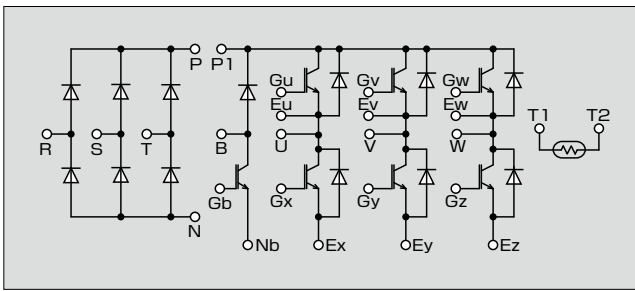 P P1
Gu Gv Gw
Eu Ev Ew
T1 T2
R S T B U V W
Gb Gx Gy Gz
N
Nb Ex Ey Ez